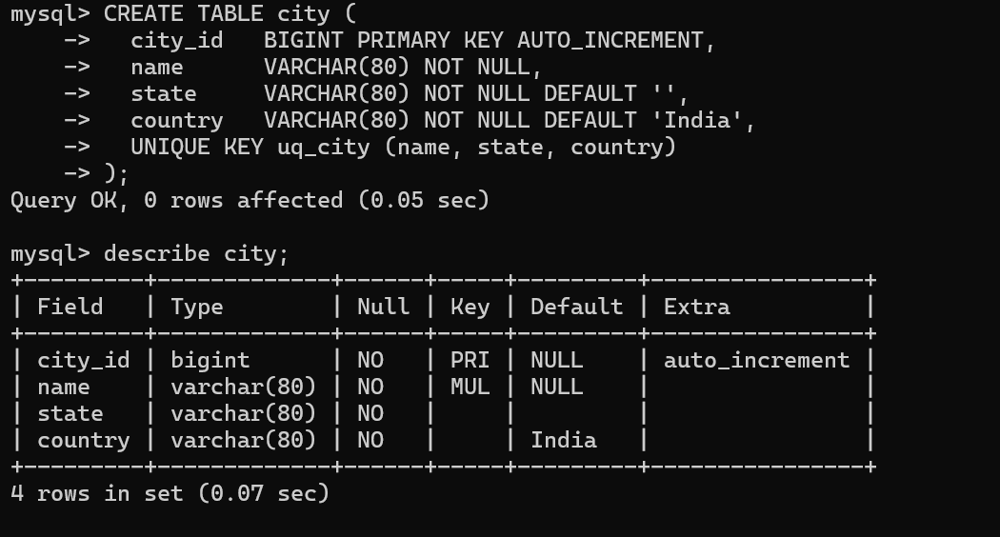 mysql> CREATE TABLE city (
    ->   city_id   BIGINT PRIMARY KEY AUTO_INCREMENT,
    ->   name      VARCHAR(80) NOT NULL,
    ->   state     VARCHAR(80) NOT NULL DEFAULT '',
    ->   country   VARCHAR(80) NOT NULL DEFAULT 'India',
    ->   UNIQUE KEY uq_city (name, state, country)
    -> );
Query OK, 0 rows affected (0.05 sec)

mysql> describe city;
+---------+-------------+------+-----+---------+----------------+
| Field   | Type        | Null | Key | Default | Extra          |
+---------+-------------+------+-----+---------+----------------+
| city_id | bigint      | NO   | PRI | NULL    | auto_increment |
| name    | varchar(80) | NO   | MUL | NULL    |                |
| state   | varchar(80) | NO   |     |         |                |
| country | varchar(80) | NO   |     | India   |                |
+---------+-------------+------+-----+---------+----------------+
4 rows in set (0.07 sec)